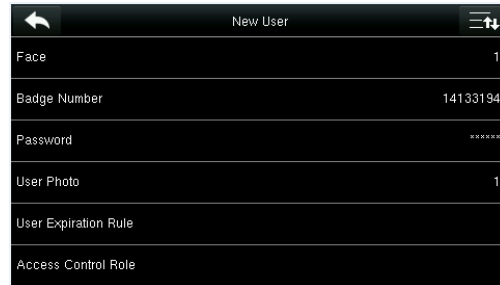 New User
Face 1
Badge Number 14133194
Password ******
User Photo 1
User Expiration Rule
Access Control Role